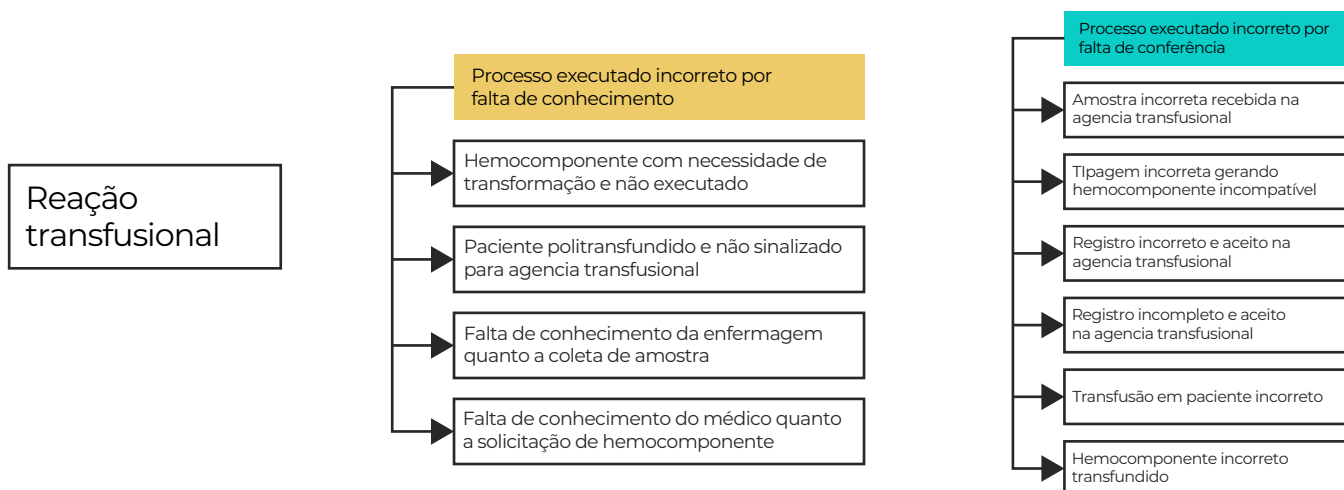 Reação
transfusional
Processo executado incorreto por
falta de conhecimento
Hemocomponente com necessidade de
transformação e não executado
Paciente politransfundido e não sinalizado
para agencia transfusional
Falta de conhecimento da enfermagem
quanto a coleta de amostra
Falta de conhecimento do médico quanto
a solicitação de hemocomponente
Processo executado incorreto por
falta de conferência
Amostra incorreta recebida na
agencia transfusional
TIpagem incorreta gerando
hemocomponente incompatível
Registro incorreto e aceito na
agencia transfusional
Registro incompleto e aceito
na agencia transfusional
Transfusão em paciente incorreto
Hemocomponente incorreto
transfundido